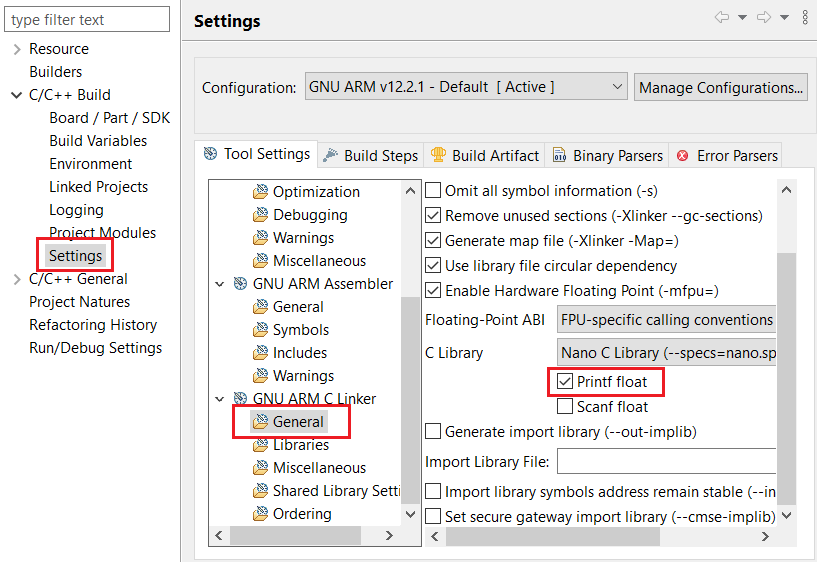 type filter text
Resource
Builders
C/C++ Build
Board / Part / SDK
Build Variables
Environment
Linked Projects
Logging
Project Modules
Settings
C/C++ General
Project Natures
Refactoring History
Run/Debug Settings
Settings
Configuration: GNU ARM v12.2.1 - Default [ Active ] Manage Configurations...
Tool Settings Build Steps Build Artifact Binary Parsers Error Parsers
Optimization
Debugging
Warnings
Miscellaneous
GNU ARM Assembler
General
Symbols
Includes
Warnings
GNU ARM C Linker
General
Libraries
Miscellaneous
Shared Library Setti
Ordering
Omit all symbol information (-s)
Remove unused sections (-Xlinker --gc-sections)
Generate map file (-Xlinker -Map=)
Use library file circular dependency
Enable Hardware Floating Point (-mfpu=)
Floating-Point ABI FPU-specific calling conventions
C Library Nano C Library (--specs=nano.sp
Printf float
Scanf float
Generate import library (--out-implib)
Import Library File:
Import library symbols address remain stable (--in
Set secure gateway import library (--cmse-implib)